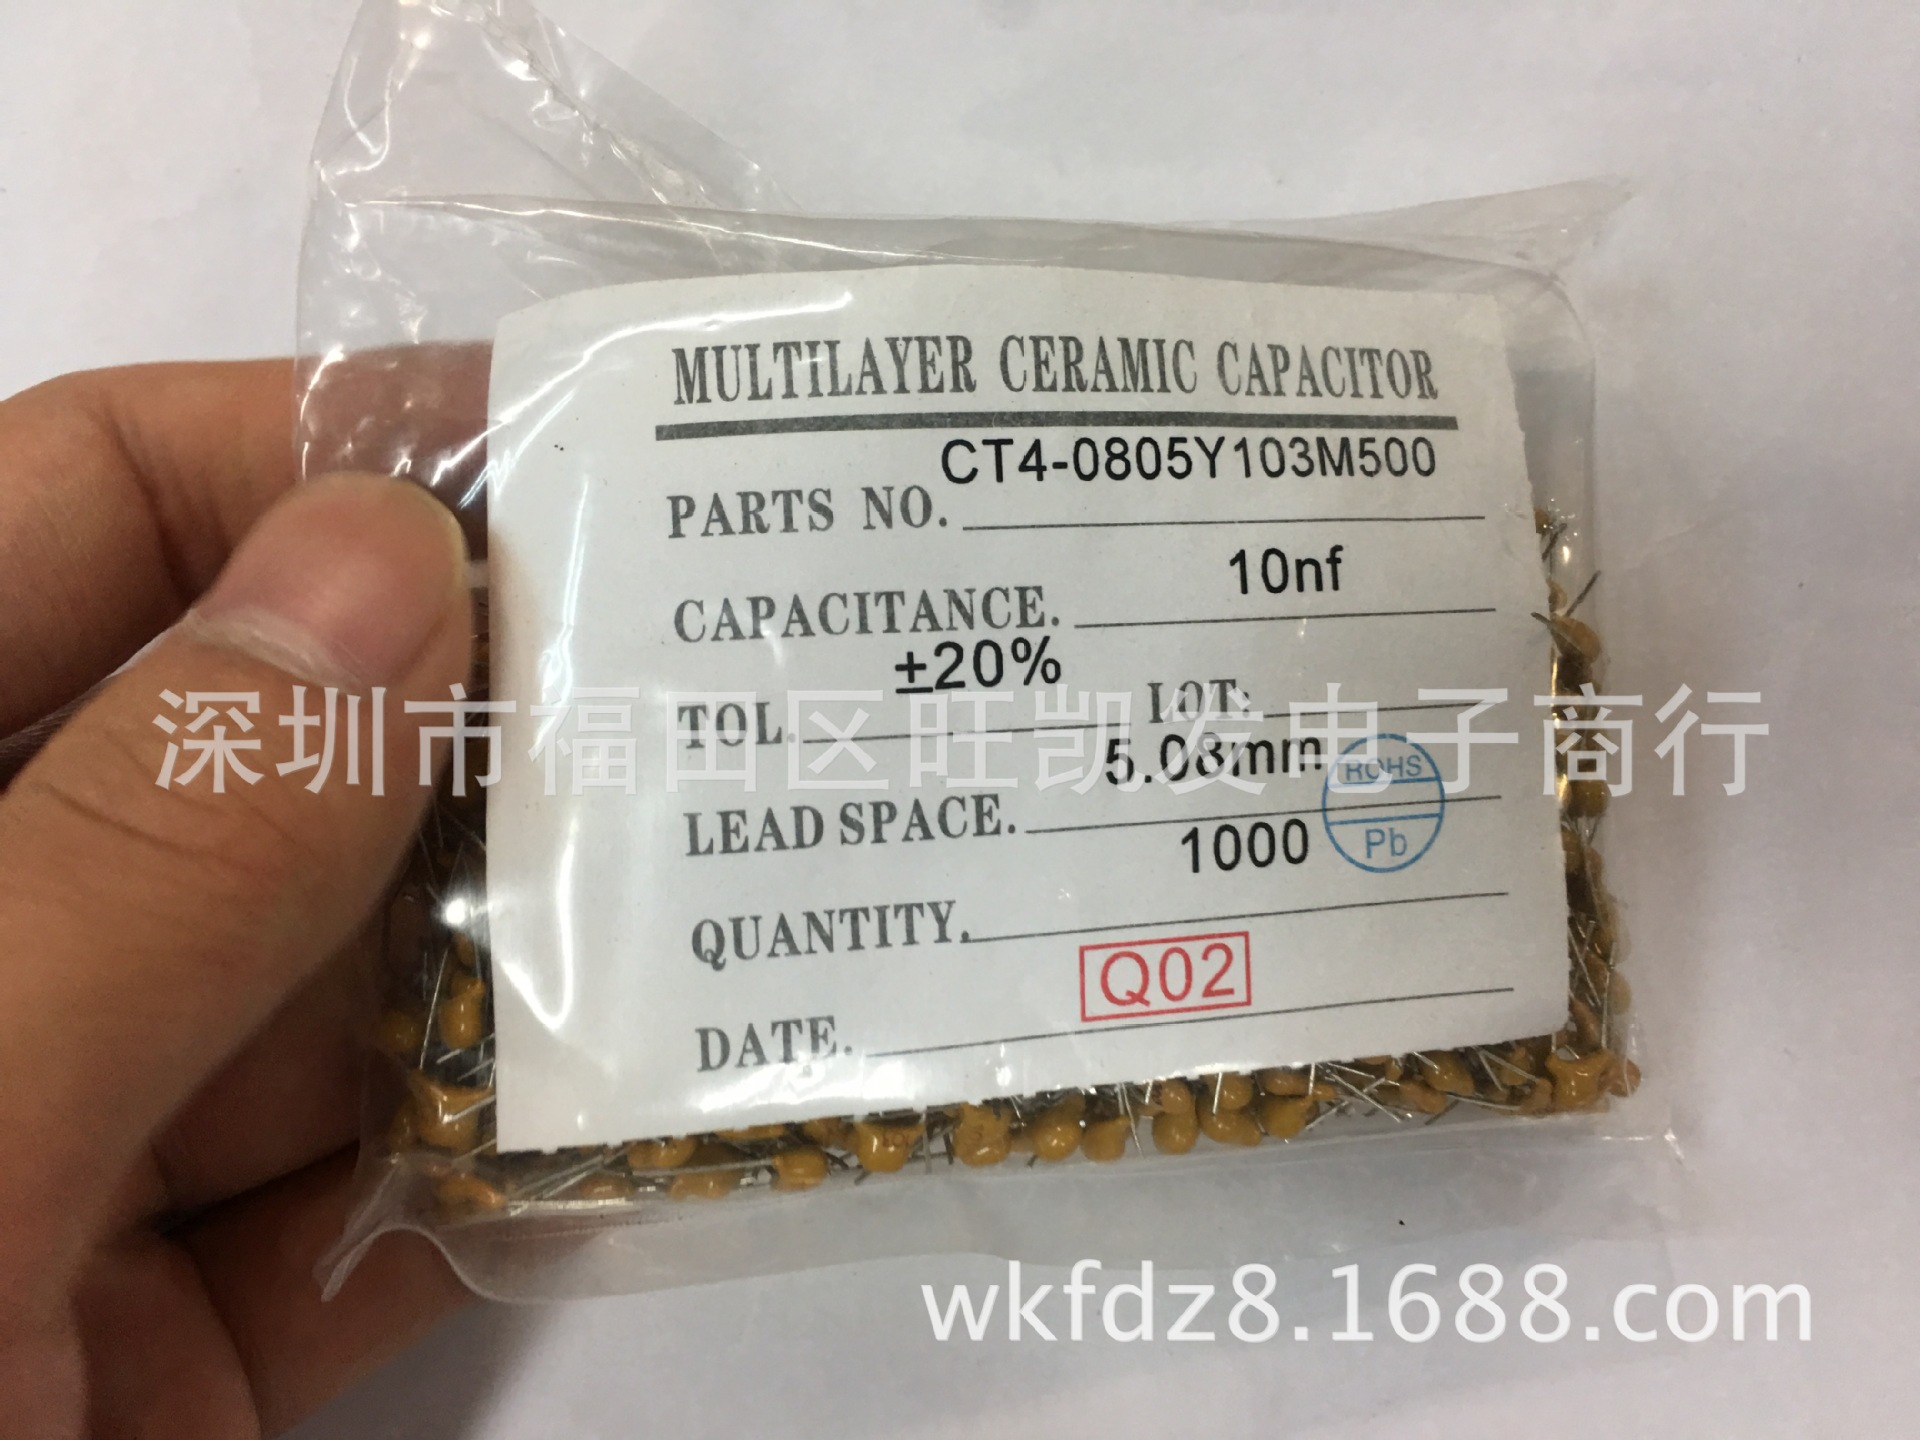 MULTILAYER CERAMIC CAPACITOR
CT4-0805Y103M500
PARTS NO.
10nf
CAPACITANCE.
±20%
TOL. LOT:
深圳市福田区旺凯发电子商行
5.08mm
ROHS
LEAD SPACE.
1000
Pb
QUANTITY.
Q02
DATE.
wkfdz8.1688.com